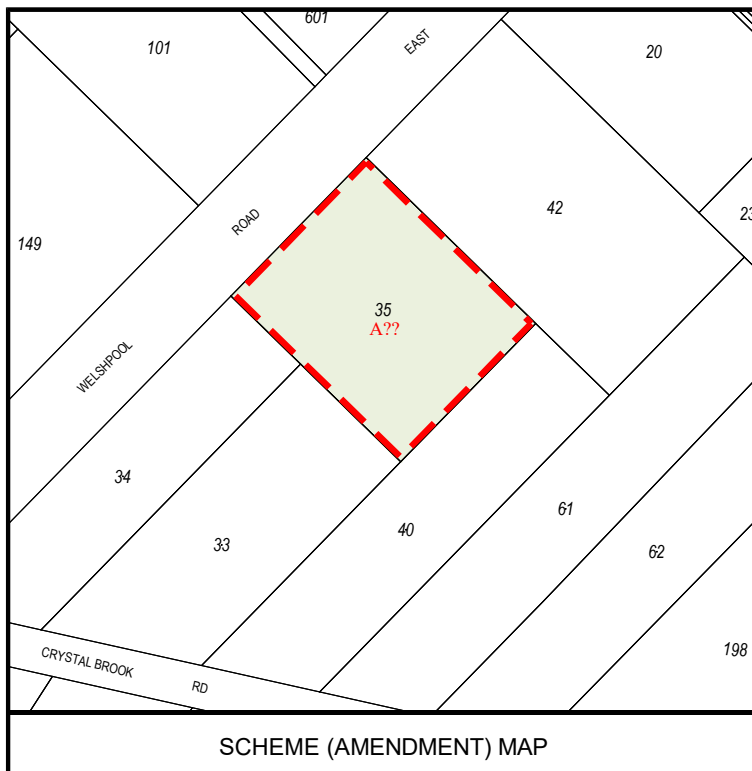 601
101
EAST
20
42
23
ROAD
149
35
A??
WELSHPOOL
34
33
40
61
62
198
CRYSTAL BROOK
RD
SCHEME (AMENDMENT) MAP